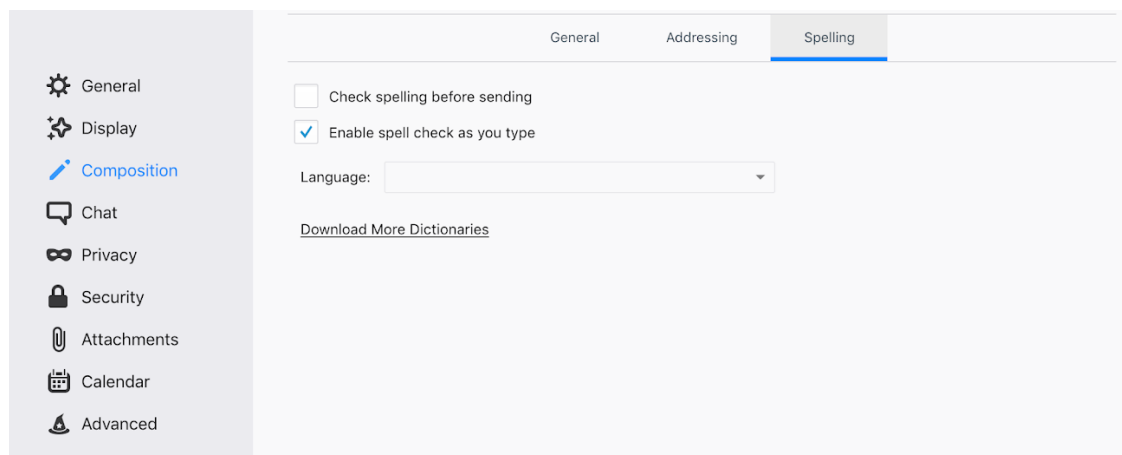 General
Display
Composition
Chat
Privacy
Security
Attachments
Calendar
Advanced
General Addressing Spelling
Check spelling before sending
Enable spell check as you type
Language:
Download More Dictionaries